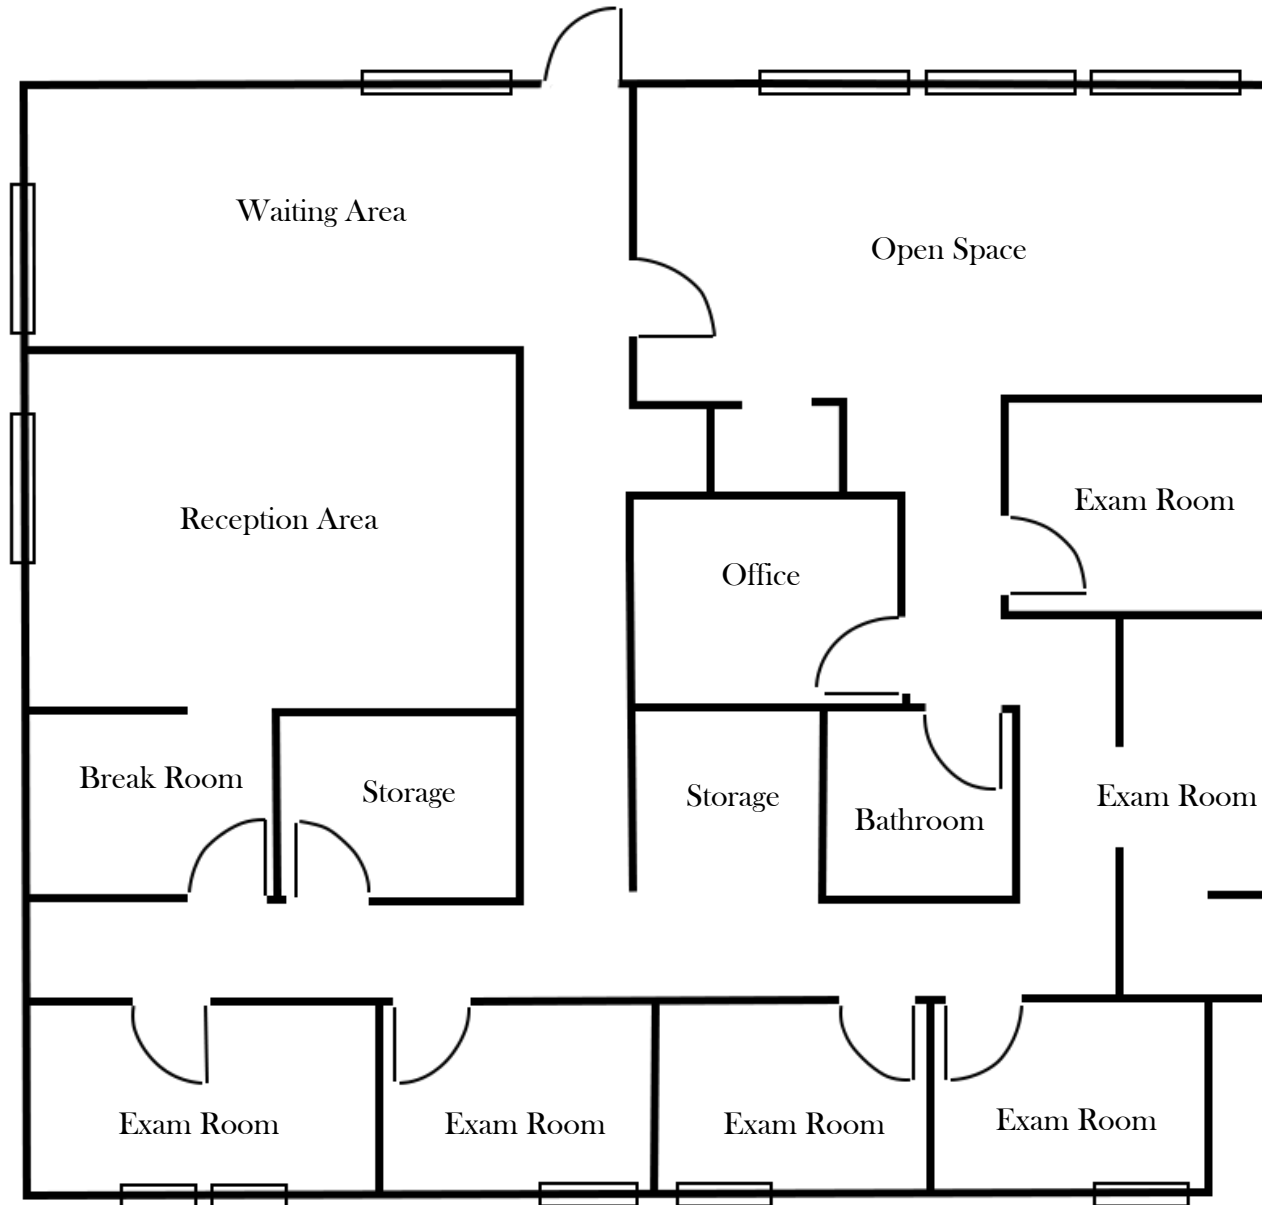 Waiting Area
Open Space
Exam Room
Reception Area
Office
Break Room
Storage
Storage
Exam Room
Bathroom
Exam Room
Exam Room
Exam Room
Exam Room